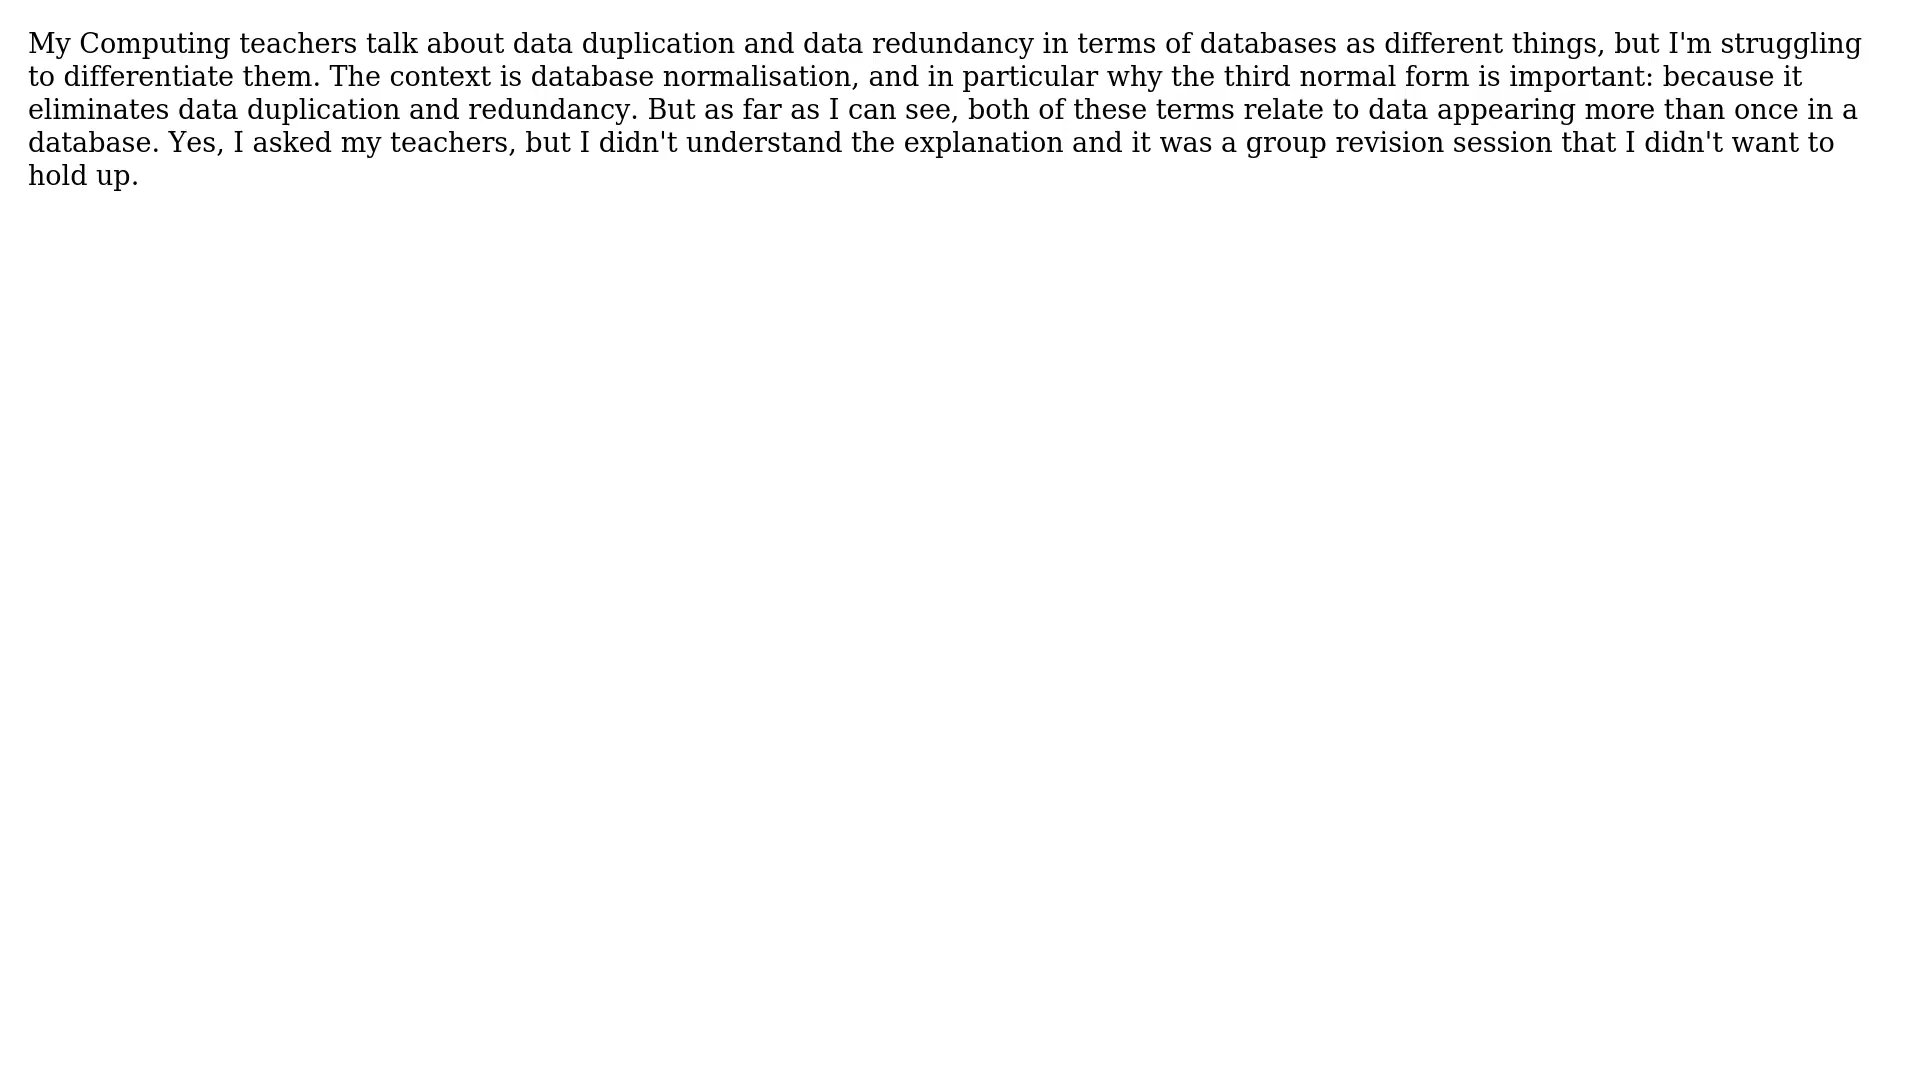 My Computing teachers talk about data duplication and data redundancy in terms of databases as different things, but I'm struggling
to differentiate them. The context is database normalisation, and in particular why the third normal form is important: because it
eliminates data duplication and redundancy. But as far as I can see, both of these terms relate to data appearing more than once in a
database. Yes, I asked my teachers, but I didn't understand the explanation and it was a group revision session that I didn't want to
hold up.